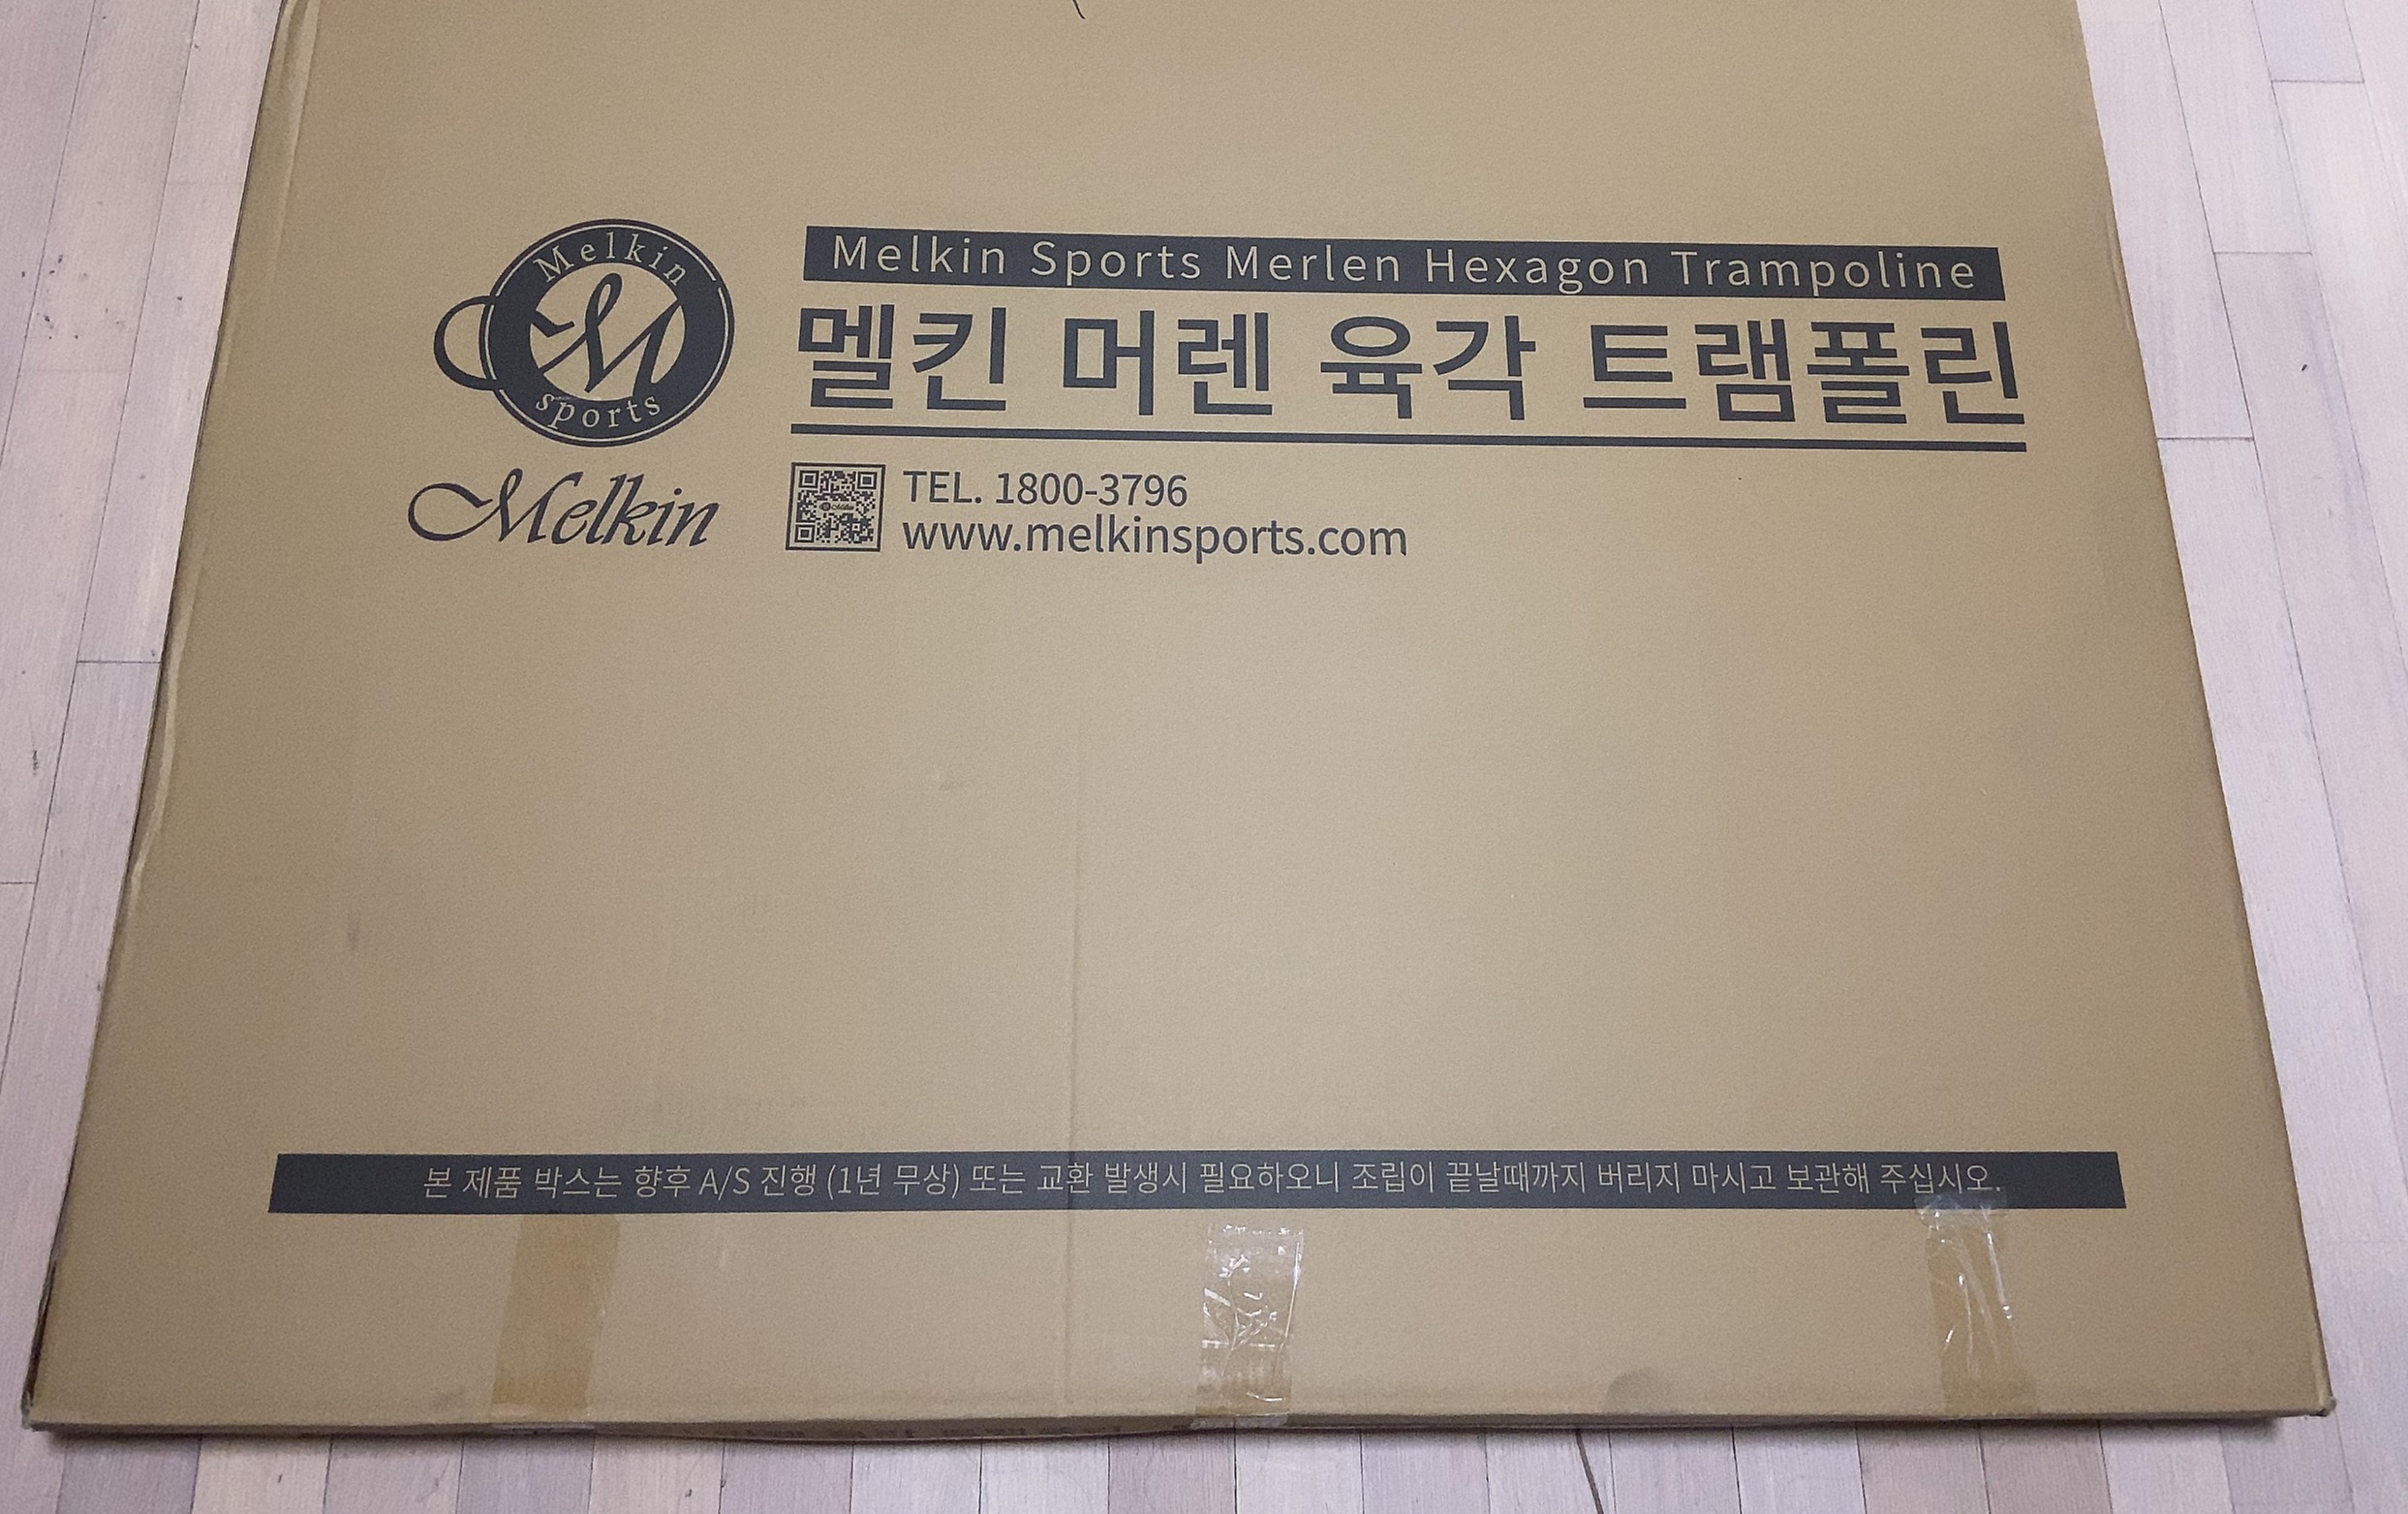 Melkin
M
sports
Melkin
Melkin Sports Merlen Hexagon Trampoline
멜킨 머렌 육각 트램폴린
TEL. 1800-3796
www.melkinsports.com
본 제품 박스는 향후 A/S 진행 (1년 무상) 또는 교환 발생시 필요하오니 조립이 끝날때까지 버리지 마시고 보관해 주십시오.